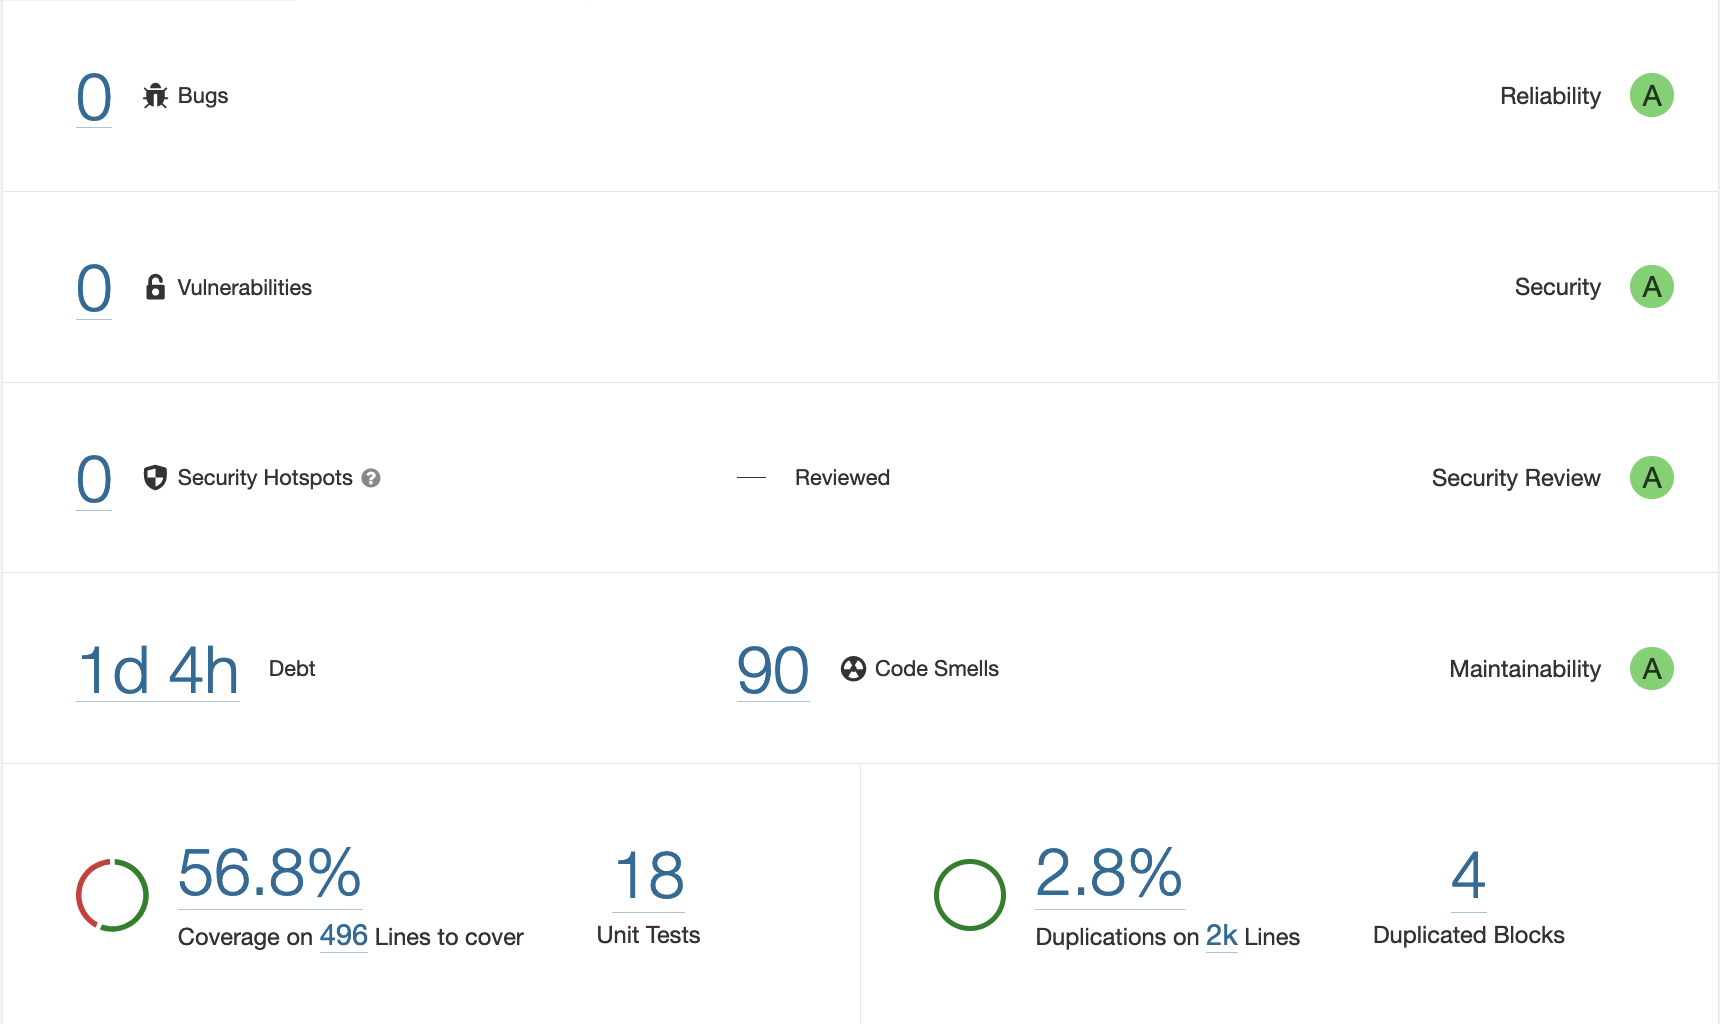 0 Bugs Reliability A
0 Vulnerabilities Security A
0 Security Hotspots ? — Reviewed Security Review A
1d 4h Debt 90 Code Smells Maintainability A
56.8%
Coverage on 496 Lines to cover
18
Unit Tests
2.8%
Duplications on 2k Lines
4
Duplicated Blocks